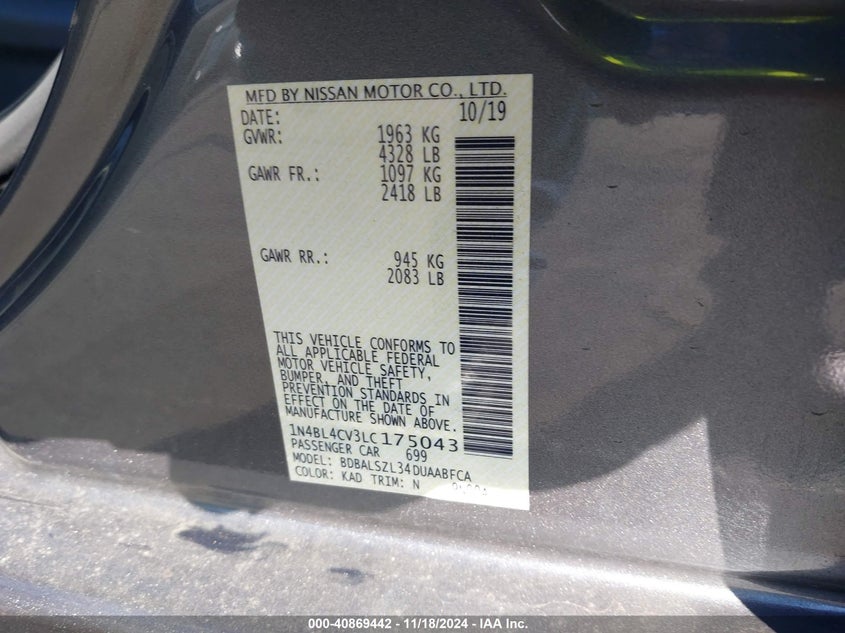 MFD BY NISSAN MOTOR CO., LTD.
DATE: 10/19
GVWR: 1963 KG
4328 LB
GAWR FR.: 1097 KG
2418 LB
GAWR RR.: 945 KG
2083 LB
THIS VEHICLE CONFORMS TO
ALL APPLICABLE FEDERAL
MOTOR VEHICLE SAFETY,
BUMPER, AND THEFT
PREVENTION STANDARDS IN
EFFECT ON THE DATE OF
MANUFACTURE SHOWN ABOVE.
1N4BL4CV3LC175043
PASSENGER CAR 699
MODEL: BDBALSZL34DUAABFCA
COLOR: KAD TRIM: N
000-40869442 - 11/18/2024 - IAA Inc.